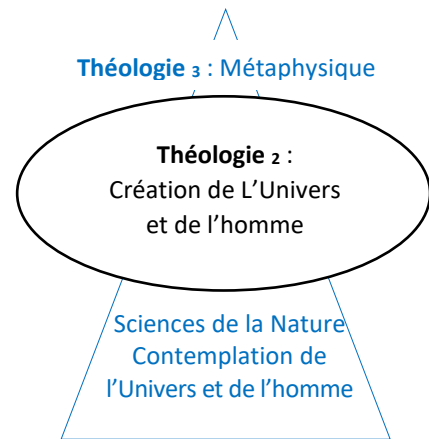 Théologie 3 : Métaphysique
Théologie 2 :
Création de L’Univers
et de l’homme
Sciences de la Nature
Contemplation de
l’Univers et de l’homme